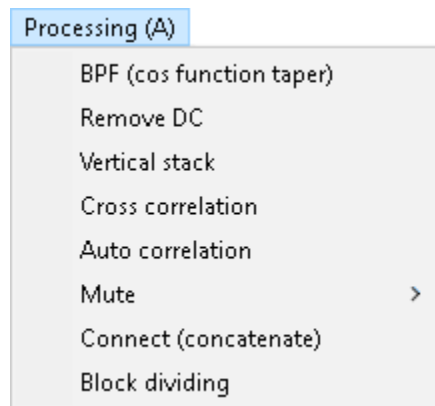 Processing (A)
BPF (cos function taper)
Remove DC
Vertical stack
Cross correlation
Auto correlation
Mute
Connect (concatenate)
Block dividing